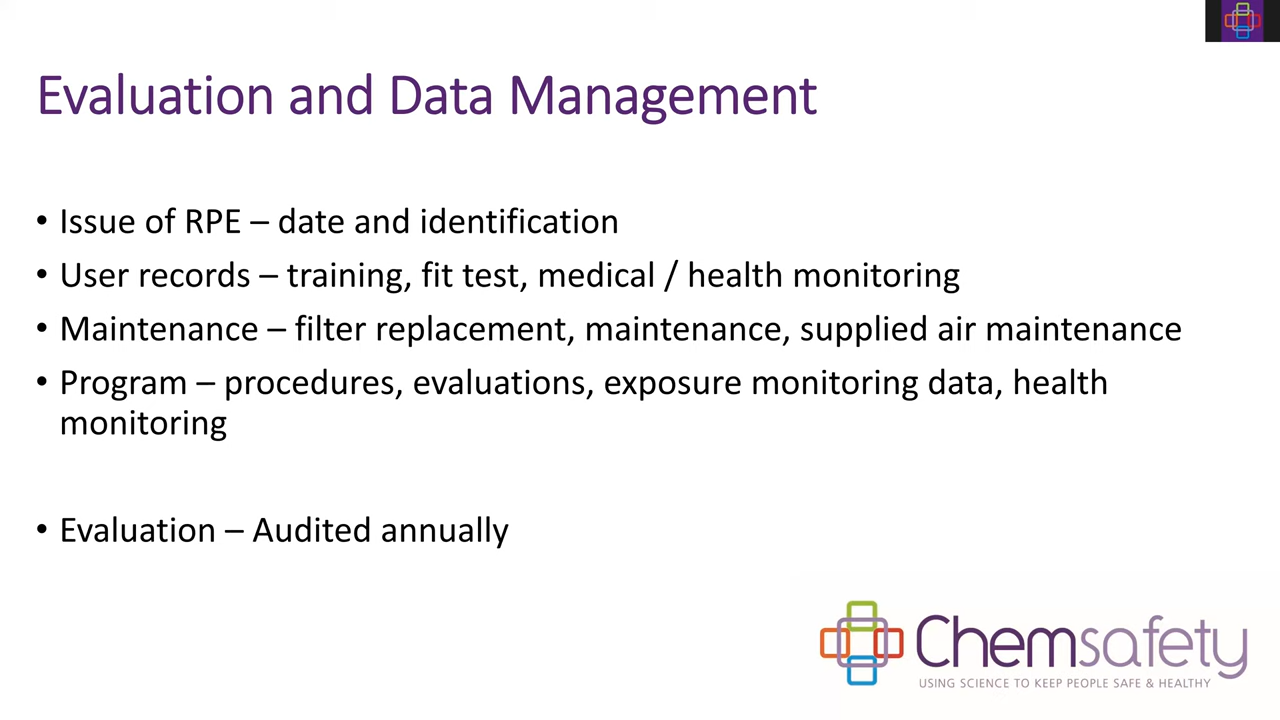 Evaluation and Data Management
• Issue of RPE – date and identification
• User records – training, fit test, medical / health monitoring
• Maintenance – filter replacement, maintenance, supplied air maintenance
• Program – procedures, evaluations, exposure monitoring data, health
monitoring
• Evaluation – Audited annually
Chemsafety
USING SCIENCE TO KEEP PEOPLE SAFE & HEALTHY